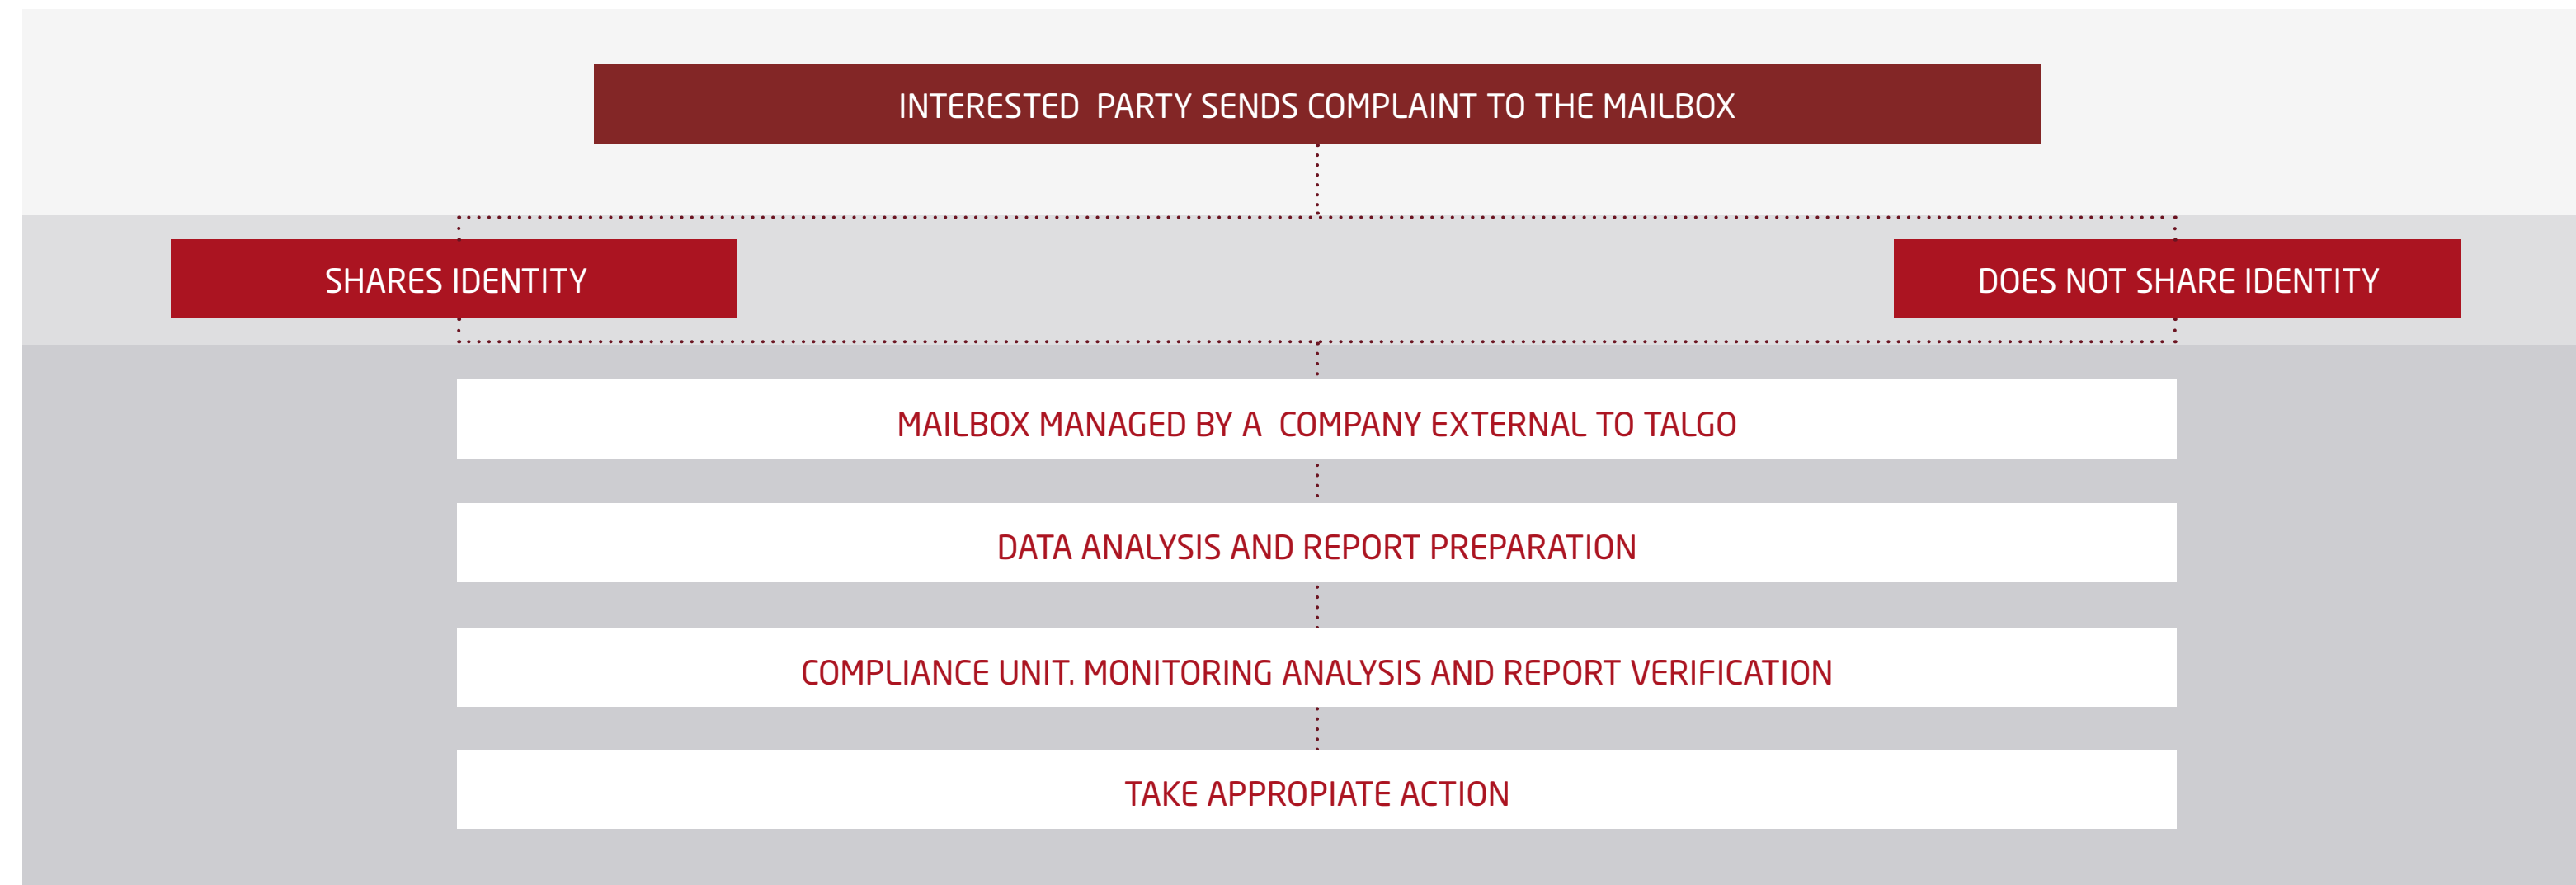 INTERESTED PARTY SENDS COMPLAINT TO THE MAILBOX
SHARES IDENTITY
DOES NOT SHARE IDENTITY
MAILBOX MANAGED BY A COMPANY EXTERNAL TO TALGO
DATA ANALYSIS AND REPORT PREPARATION
COMPLIANCE UNIT. MONITORING ANALYSIS AND REPORT VERIFICATION
TAKE APPROPIATE ACTION